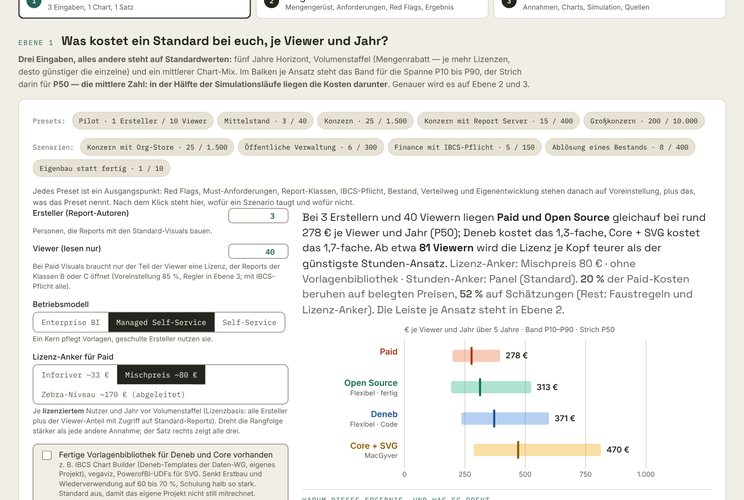 1
3 Eingaben, 1 Chart, 1 Satz
2
Mengengerüst, Anforderungen, Red Flags, Ergebnis
3
Annahmen, Charts, Simulation, Quellen
EBENE 1 Was kostet ein Standard bei euch, je Viewer und Jahr?
Drei Eingaben, alles andere steht auf Standardwerten: fünf Jahre Horizont, Volumenstaffel (Mengenrabatt — je mehr Lizenzen,
desto günstiger die einzelne) und ein mittlerer Chart-Mix. Im Balken je Ansatz steht das Band für die Spanne P10 bis P90, der Strich
darin für P50 — die mittlere Zahl: in der Hälfte der Simulationsläufe liegen die Kosten darunter. Genauer wird es auf Ebene 2 und 3.
Presets: Pilot · 1 Ersteller / 10 Viewer Mittelstand · 3 / 40 Konzern · 25 / 1.500 Konzern mit Report Server · 15 / 400 Großkonzern · 200 / 10.000
Szenarien: Konzern mit Org-Store · 25 / 1.500 Öffentliche Verwaltung · 6 / 300 Finance mit IBCS-Pflicht · 5 / 150 Ablösung eines Bestands · 8 / 400
Eigenbau statt fertig · 1 / 10
Jedes Preset ist ein Ausgangspunkt: Red Flags, Must-Anforderungen, Report-Klassen, IBCS-Pflicht, Bestand, Verteilweg und Eigenentwicklung stehen danach auf Voreinstellung, plus das,
was das Preset nennt. Nach dem Klick steht hier, wofür ein Szenario taugt und wofür nicht.
Ersteller (Report-Autoren) 3
Personen, die Reports mit den Standard-Visuals bauen.
Viewer (lesen nur) 40
Bei Paid Visuals braucht nur der Teil der Viewer eine Lizenz, der Reports der
Klassen B oder C öffnet (Voreinstellung 85 %, Regler in Ebene 3; mit IBCS-
Pflicht alle).
Betriebsmodell
Enterprise BI Managed Self-Service Self-Service
Ein Kern pflegt Vorlagen, geschulte Ersteller nutzen sie.
Lizenz-Anker für Paid
Inforiver ~33 € Mischpreis ~80 €
Zebra-Niveau ~170 € (abgeleitet)
Je lizenziertem Nutzer und Jahr vor Volumenstaffel (Lizenzbasis: alle Ersteller
plus der Viewer-Anteil mit Zugriff auf Standard-Reports). Dreht die Rangfolge
stärker als jede andere Annahme; der Satz rechts zeigt alle drei.
Fertige Vorlagenbibliothek für Deneb und Core vorhanden
z. B. IBCS Chart Builder (Deneb-Templates der Daten-WG, eigenes
Projekt), vegaviz, PowerofBI-UDFs für SVG. Senkt Erstbau und
Wiederverwendung auf 60 bis 70 %, Schulung halb so stark.
Standard aus, damit das eigene Projekt nicht still mitrechnet.
Bei 3 Erstellern und 40 Viewern liegen Paid und Open Source gleichauf bei rund
278 € je Viewer und Jahr (P50); Deneb kostet das 1,3-fache, Core + SVG kostet
das 1,7-fache. Ab etwa 81 Viewern wird die Lizenz je Kopf teurer als der
günstigste Stunden-Ansatz. Lizenz-Anker: Mischpreis 80 € · ohne
Vorlagenbibliothek · Stunden-Anker: Panel (Standard). 20 % der Paid-Kosten
beruhen auf belegten Preisen, 52 % auf Schätzungen (Rest: Faustregeln und
Lizenz-Anker). Die Leiste je Ansatz steht in Ebene 2.
€ je Viewer und Jahr über 5 Jahre · Band P10–P90 · Strich P50
Paid 278 €
Open Source 313 €
Flexibel · fertig
Deneb 371 €
Flexibel · Code
Core + SVG 470 €
MacGyver
0 250 500 750 1.000
WARUM DIESES ERGEBNIS, UND WAS ES DREHT